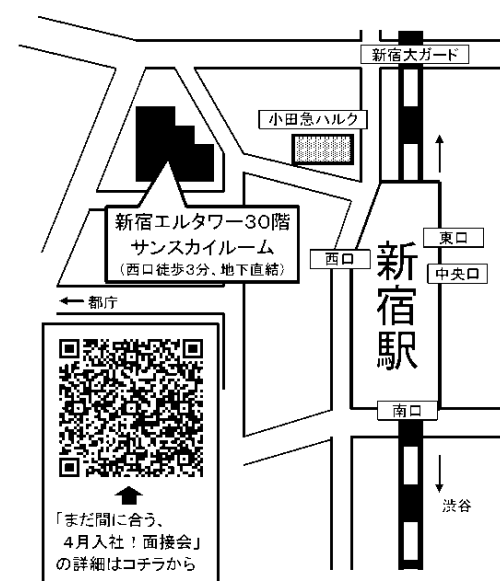 新宿大ガード
小田急ハルク
新宿エルタワー30階
サンスカイルーム
(西口徒歩3分、地下直結)
西口
東口
中央口
新宿駅
←都庁
南口
渋谷
「まだ間に合う、
4月入社!面接会」
の詳細はコチラから